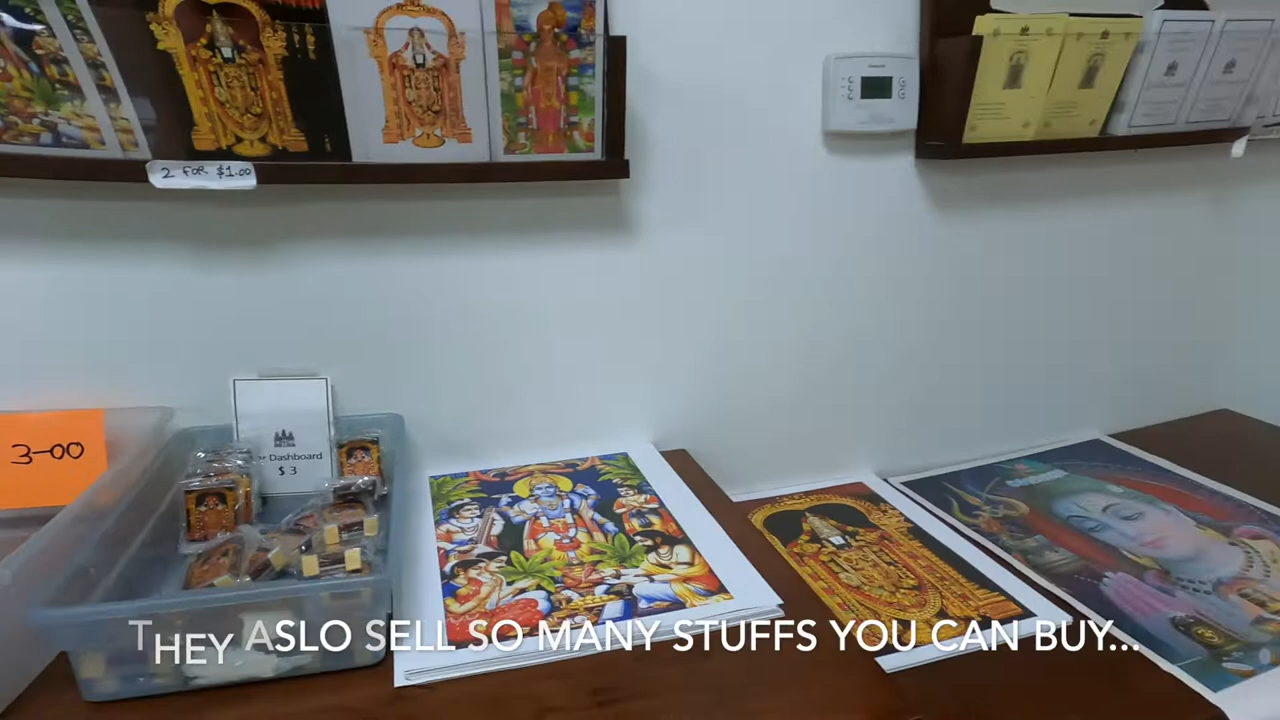 2 FOR $1.00
3-00
Dashboard
$ 3
THEY ASLO SELL SO MANY STUFFS YOU CAN BUY...